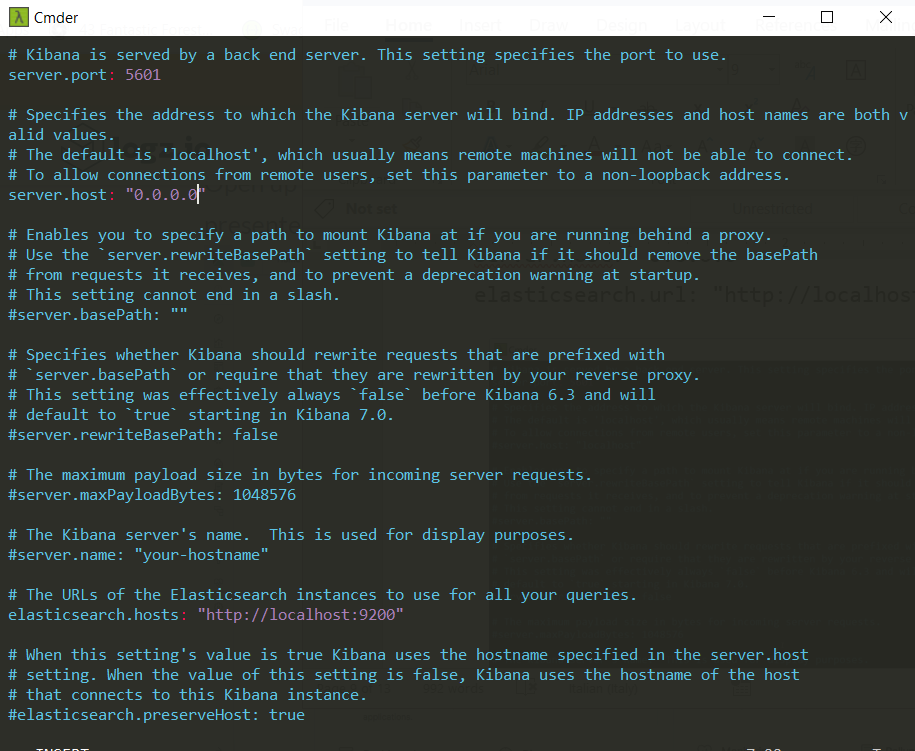 Cmder
# Kibana is served by a back end server. This setting specifies the port to use.
server.port: 5601
# Specifies the address to which the Kibana server will bind. IP addresses and host names are both v
alid values.
# The default is 'localhost', which usually means remote machines will not be able to connect.
# To allow connections from remote users, set this parameter to a non-loopback address.
server.host: "0.0.0.0"
# Enables you to specify a path to mount Kibana at if you are running behind a proxy.
# Use the `server.rewriteBasePath` setting to tell Kibana if it should remove the basePath
# from requests it receives, and to prevent a deprecation warning at startup.
# This setting cannot end in a slash.
#server.basePath: ""
# Specifies whether Kibana should rewrite requests that are prefixed with
# `server.basePath` or require that they are rewritten by your reverse proxy.
# This setting was effectively always `false` before Kibana 6.3 and will
# default to `true` starting in Kibana 7.0.
#server.rewriteBasePath: false
# The maximum payload size in bytes for incoming server requests.
#server.maxPayloadBytes: 1048576
# The Kibana server's name.  This is used for display purposes.
#server.name: "your-hostname"
# The URLs of the Elasticsearch instances to use for all your queries.
elasticsearch.hosts: "http://localhost:9200"
# When this setting's value is true Kibana uses the hostname specified in the server.host
# setting. When the value of this setting is false, Kibana uses the hostname of the host
# that connects to this Kibana instance.
#elasticsearch.preserveHost: true